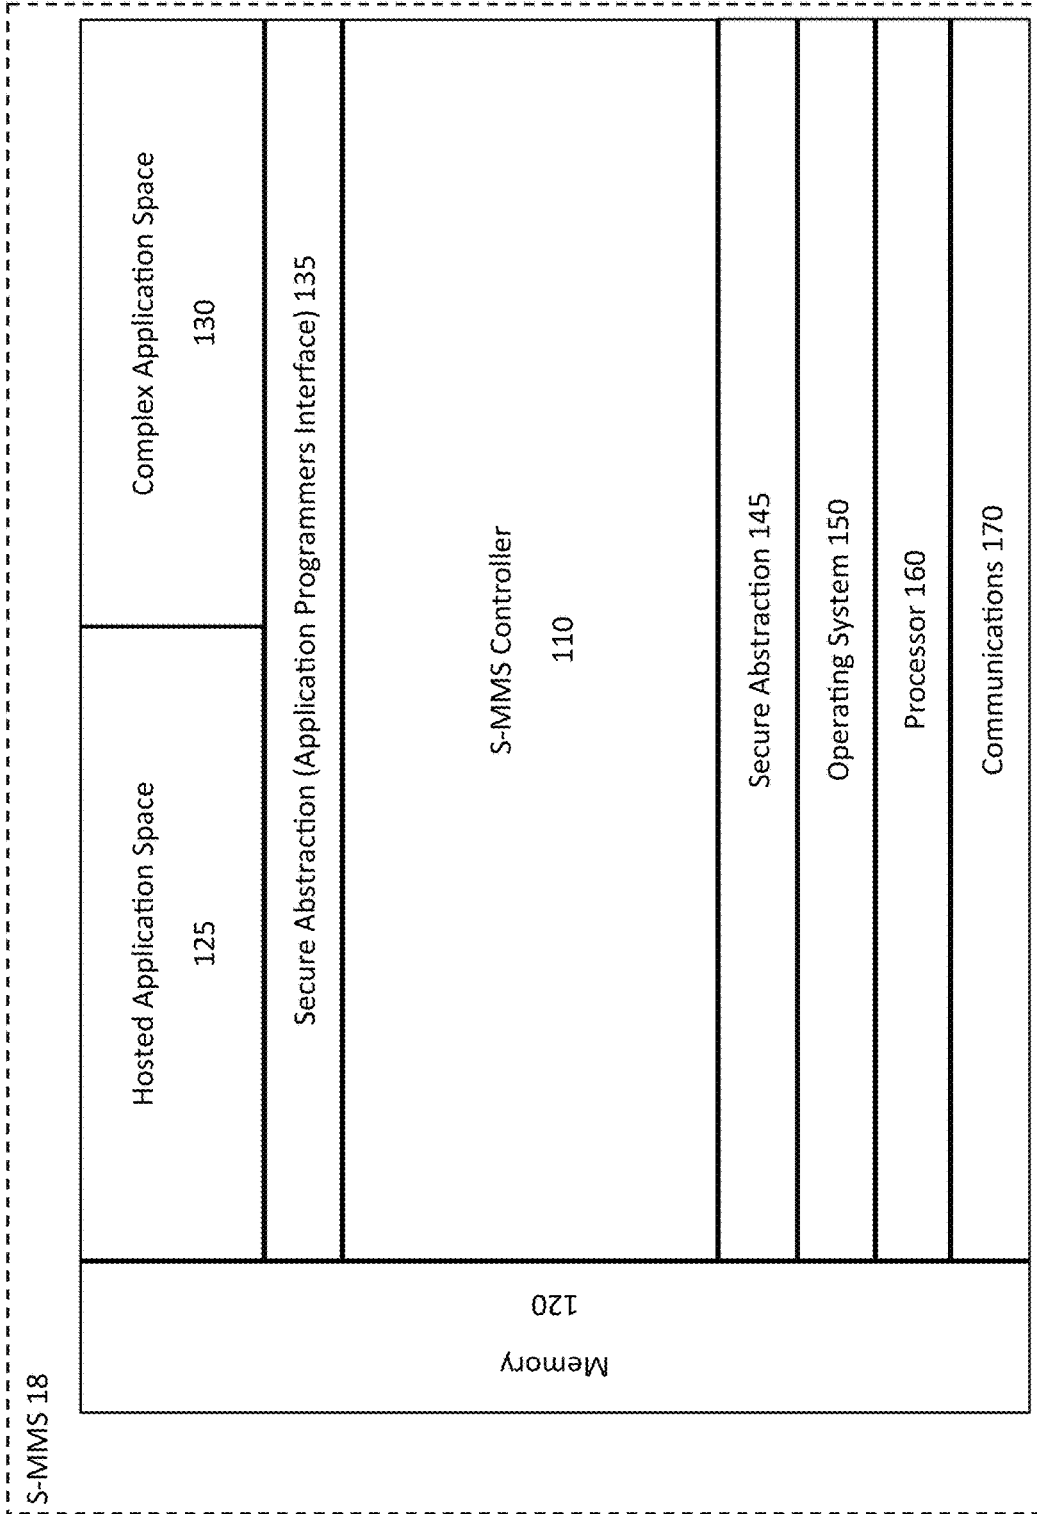 S-MMS 18
Memory
120
Hosted Application Space
125
Complex Application Space
130
Secure Abstraction (Application Programmers Interface) 135
S-MMS Controller
110
Secure Abstraction 145
Operating System 150
Processor 160
Communications 170